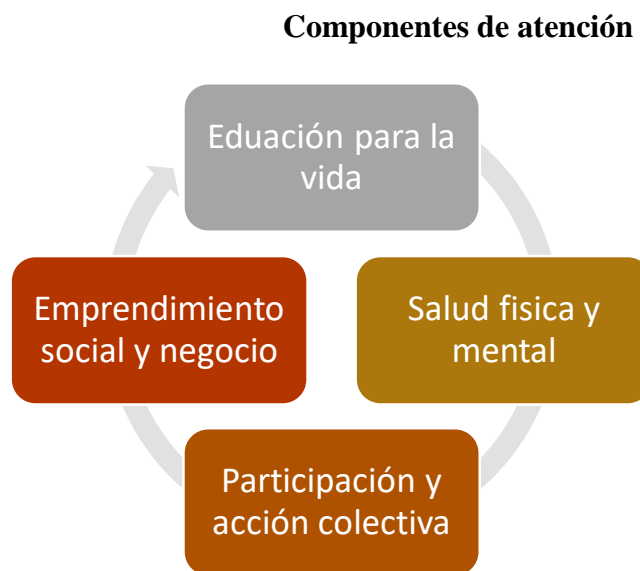 Componentes de atención
Eduación para la
vida
Emprendimiento
social y negocio
Salud fisica y
mental
Participación y
acción colectiva